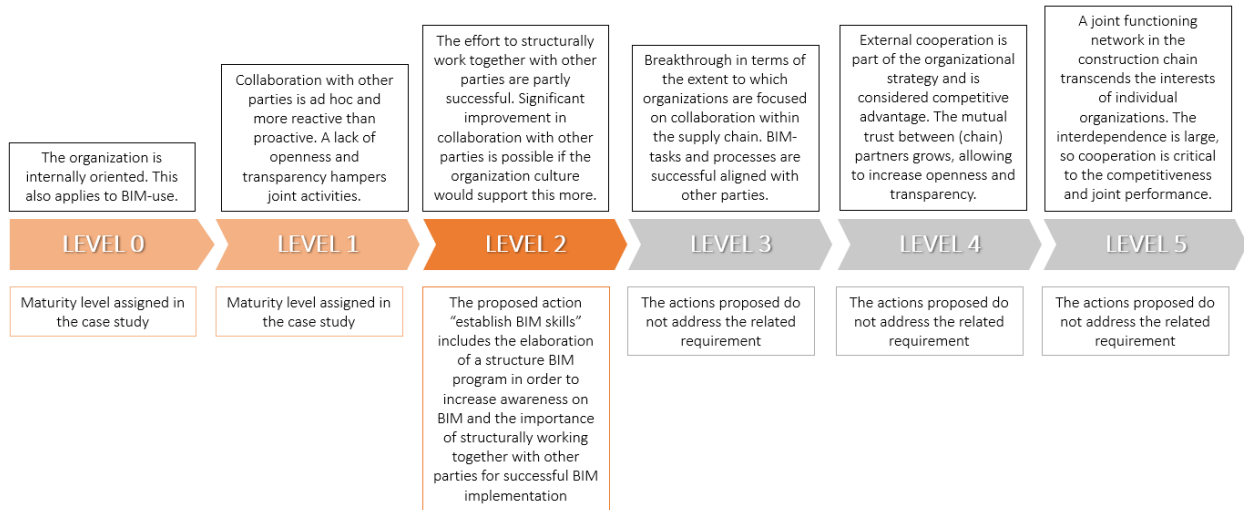 The organization is
internally oriented. This
also applies to BIM-use.
Collaboration with other
parties is ad hoc and
more reactive than
proactive. A lack of
openness and
transparency hampers
joint activities.
The effort to structurally
work together with other
parties are partly
successful. Significant
improvement in
collaboration with other
parties is possible if the
organization culture
would support this more.
Breakthrough in terms of
the extent to which
organizations are focused
on collaboration within
the supply chain. BIM-
tasks and processes are
successful aligned with
other parties.
External cooperation is
part of the organizational
strategy and is
considered competitive
advantage. The mutual
trust between (chain)
partners grows, allowing
to increase openness and
transparency.
A joint functioning
network in the
construction chain
transcends the interests
of individual
organizations. The
interdependence is large,
so cooperation is critical
to the competitiveness
and joint performance.
LEVEL 0
LEVEL 1
LEVEL 2
LEVEL 3
LEVEL 4
LEVEL 5
Maturity level assigned in
the case study
Maturity level assigned in
the case study
The proposed action
“establish BIM skills”
includes the elaboration
of a structure BIM
program in order to
increase awareness on
BIM and the importance
of structurally working
together with other
parties for successful BIM
implementation
The actions proposed do
not address the related
requirement
The actions proposed do
not address the related
requirement
The actions proposed do
not address the related
requirement